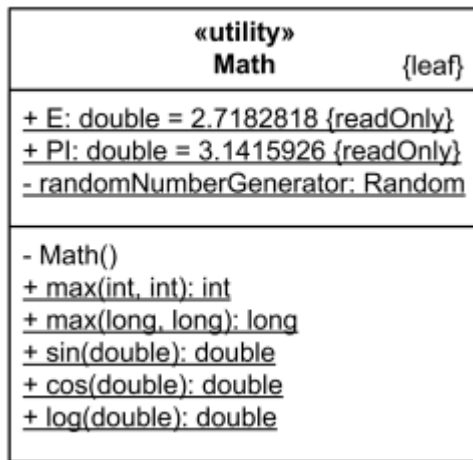 «utility»
Math {leaf}
+ E: double = 2.7182818 {readOnly}
+ PI: double = 3.1415926 {readOnly}
- randomNumberGenerator: Random
- Math()
+ max(int, int): int
+ max(long, long): long
+ sin(double): double
+ cos(double): double
+ log(double): double